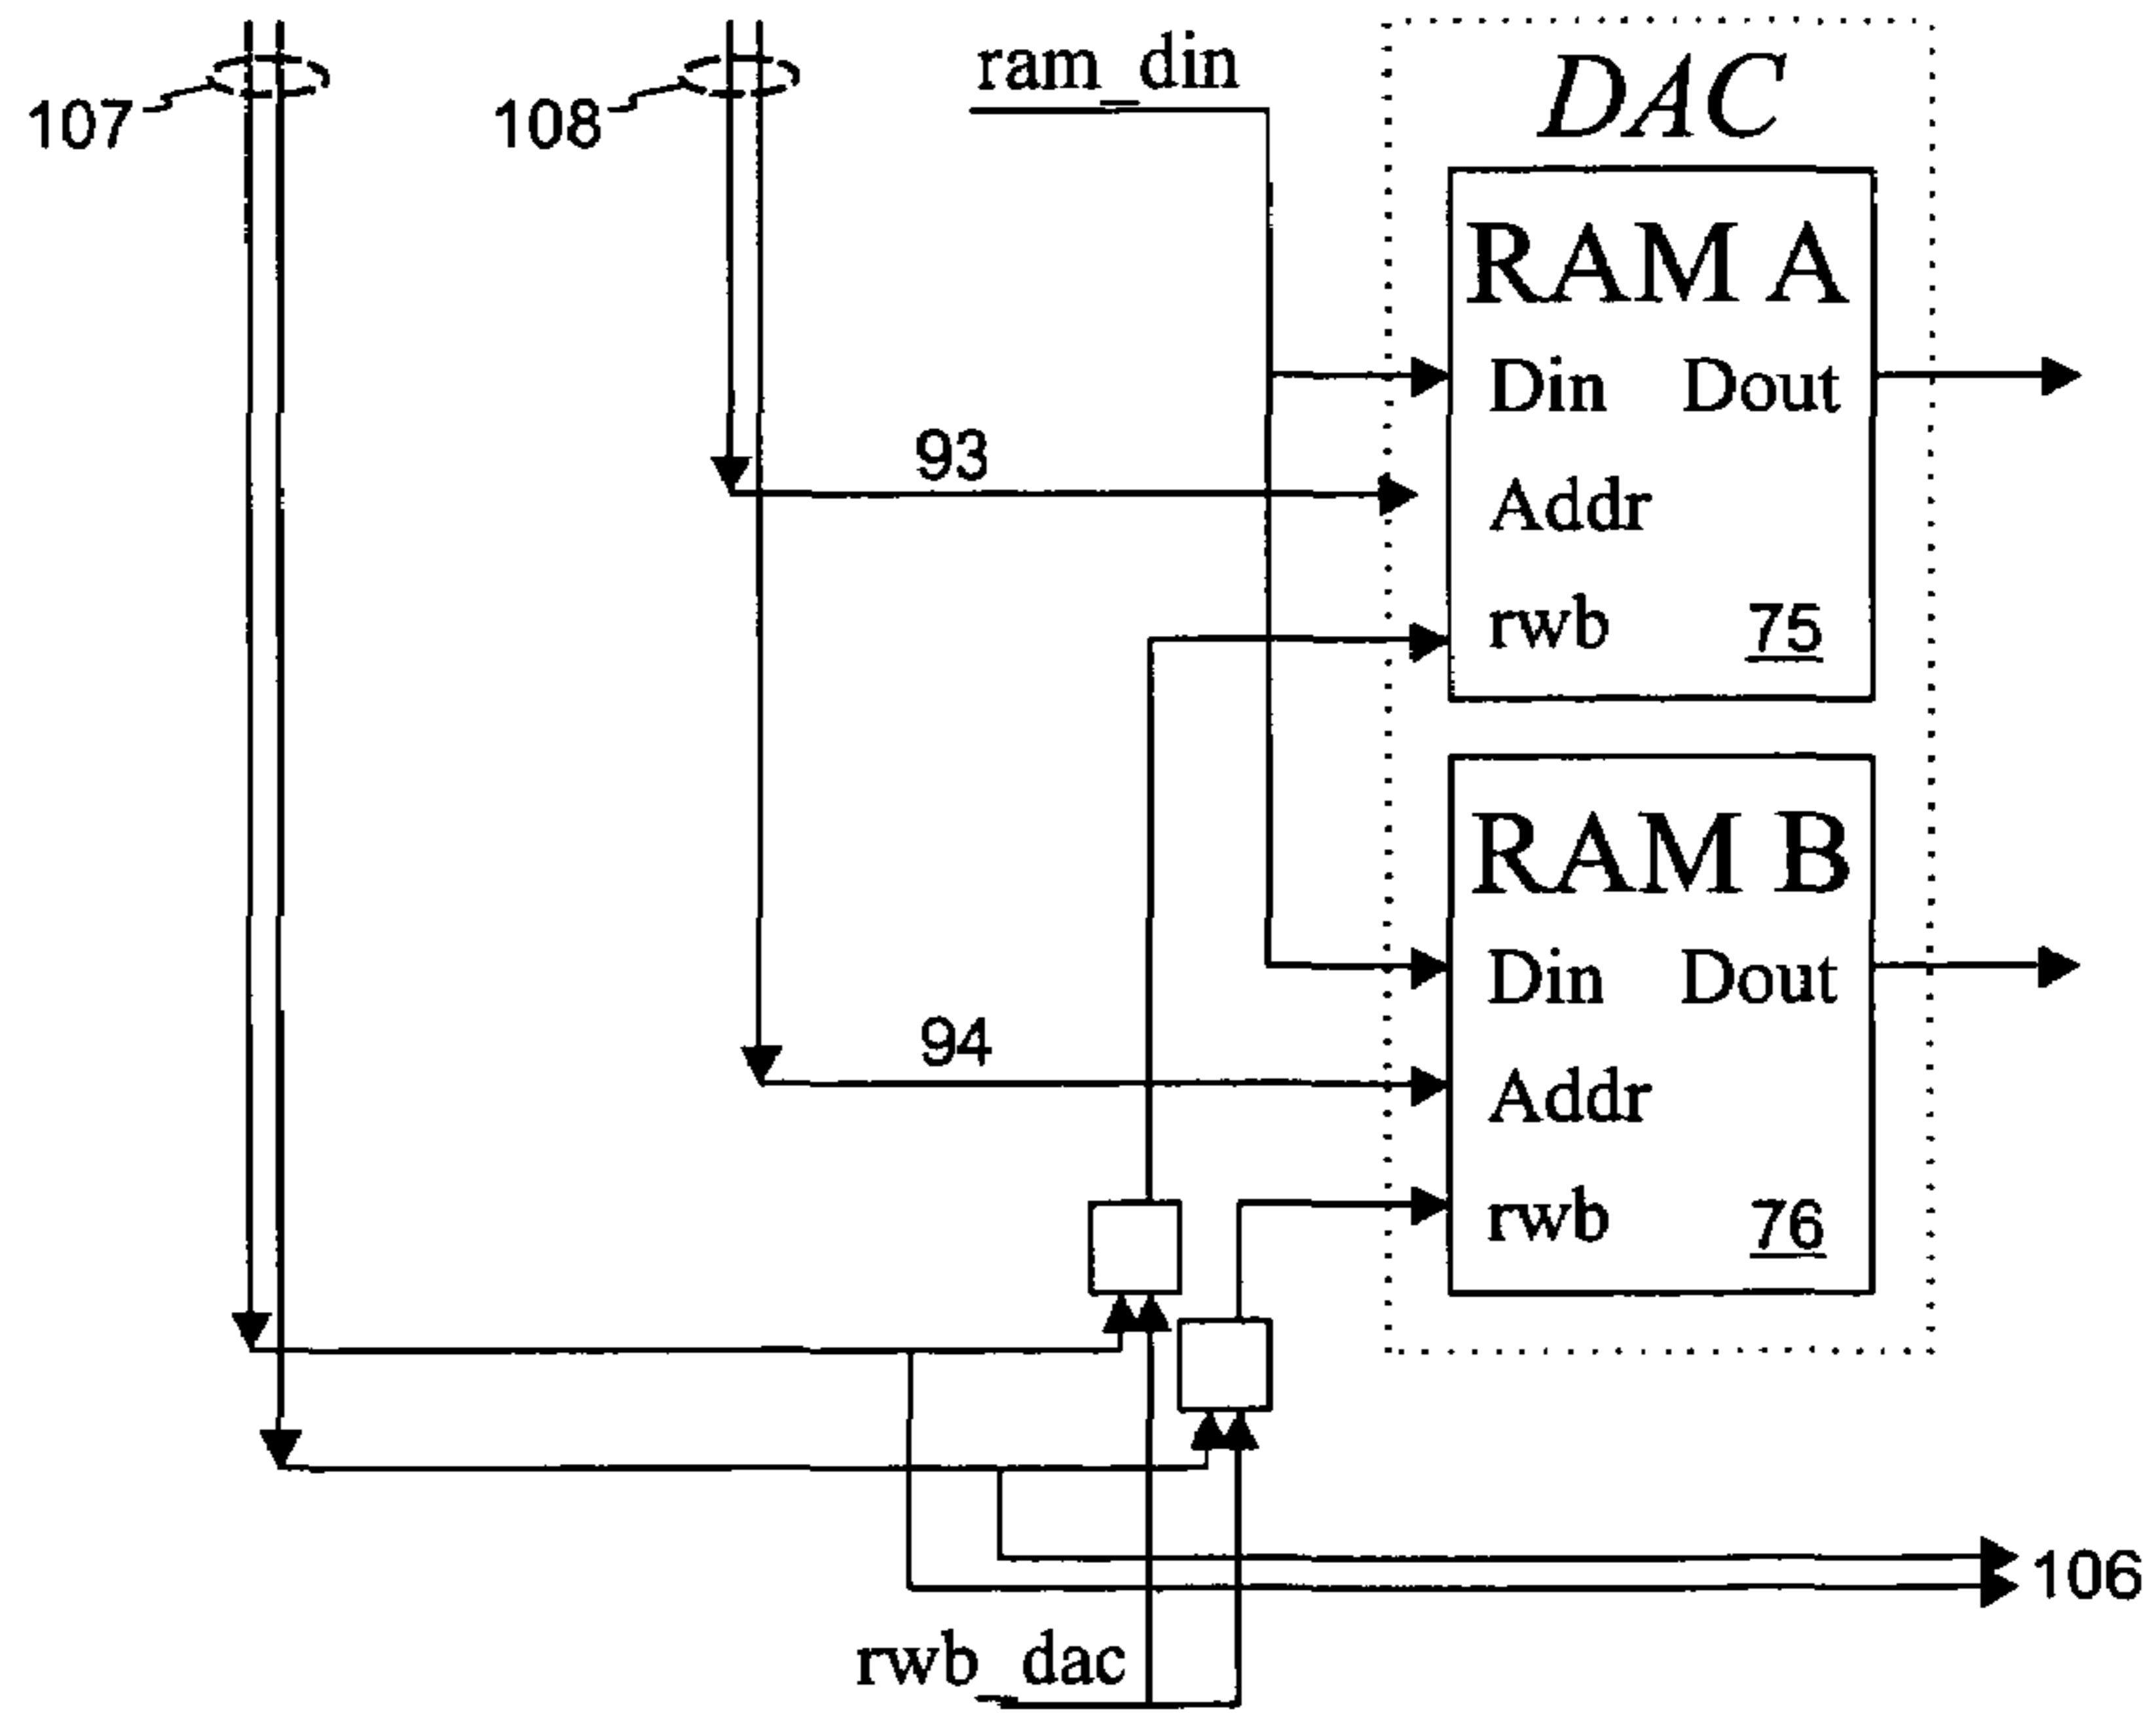 107
108
ram_din
DAC
RAM A
Din Dout
93
Addr
rwb 75
RAM B
Din Dout
94
Addr
rwb 76
106
rwb_dac